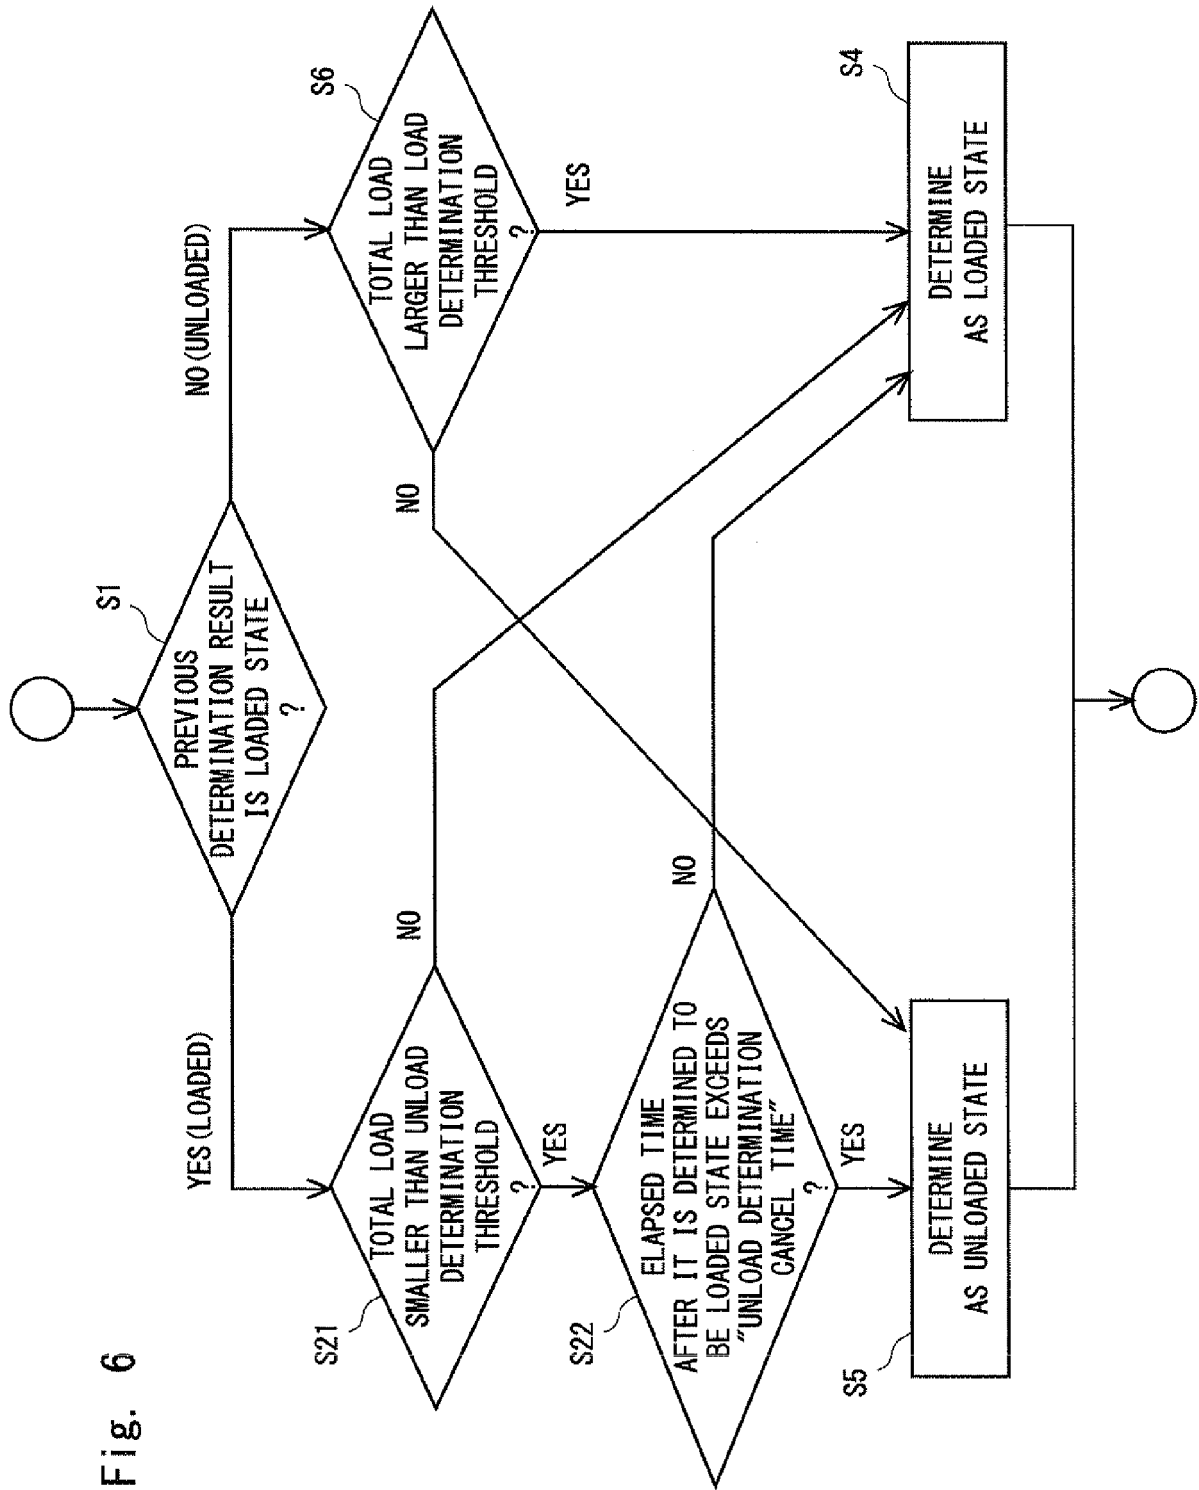 Fig. 6
S1
PREVIOUS
DETERMINATION RESULT
IS LOADED STATE
?
YES(LOADED)
NO(UNLOADED)
S21
TOTAL LOAD
SMALLER THAN UNLOAD
DETERMINATION
THRESHOLD
?
NO
YES
S6
TOTAL LOAD
LARGER THAN LOAD
DETERMINATION
THRESHOLD
?
NO
YES
S22
ELAPSED TIME
AFTER IT IS DETERMINED TO
BE LOADED STATE EXCEEDS
"UNLOAD DETERMINATION
CANCEL TIME"
?
NO
YES
S5
DETERMINE
AS UNLOADED STATE
S4
DETERMINE
AS LOADED STATE